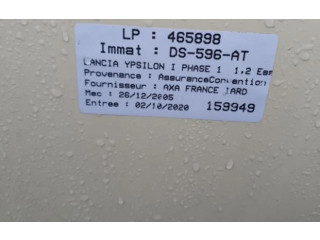 LP : 465898
Immat : DS-596-AT
LANCIA YPSILON I PHASE 1 1.2 Ess
Provenance : AssuranceConvention
Fournisseur : AXA FRANCE IARD
Mec : 26/12/2005
Entree : 02/10/2020 159949